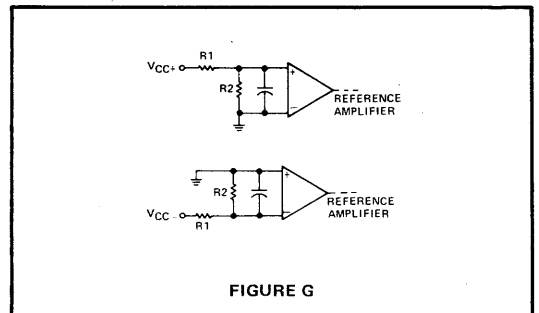 R1
VCC+
+
R2
−
REFERENCE
AMPLIFIER
+
R2
−
REFERENCE
AMPLIFIER
VCC−
R1
FIGURE G